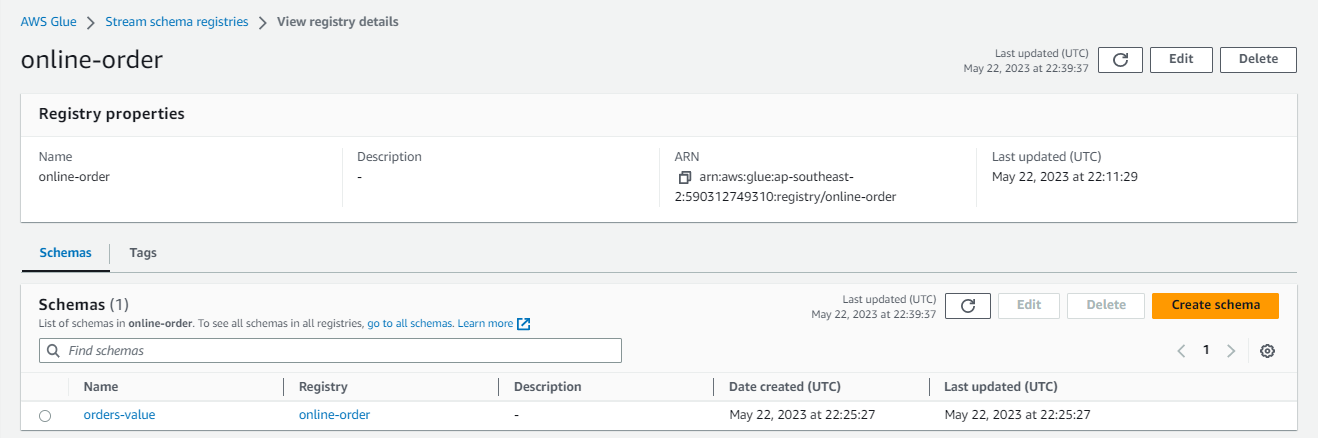 AWS Glue > Stream schema registries > View registry details
online-order
Last updated (UTC)
May 22, 2023 at 22:39:37
Edit
Delete
Registry properties
Name
online-order
Description
-
ARN
arn:aws:glue:ap-southeast-
2:590312749310:registry/online-order
Last updated (UTC)
May 22, 2023 at 22:11:29
Schemas
Tags
Schemas (1)
List of schemas in online-order. To see all schemas in all registries, go to all schemas. Learn more
Last updated (UTC)
May 22, 2023 at 22:39:37
Edit
Delete
Create schema
Find schemas
1
Name Registry Description Date created (UTC) Last updated (UTC)
orders-value online-order - May 22, 2023 at 22:25:27 May 22, 2023 at 22:25:27